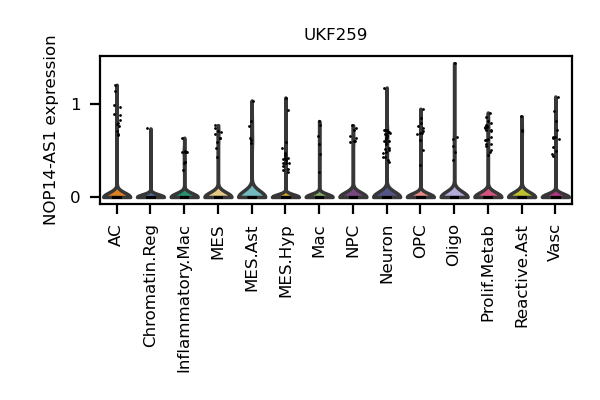 UKF259
NOP14-AS1 expression
1
0
AC
Chromatin.Reg
Inflammatory.Mac
MES
MES.Ast
MES.Hyp
Mac
NPC
Neuron
OPC
Oligo
Prolif.Metab
Reactive.Ast
Vasc